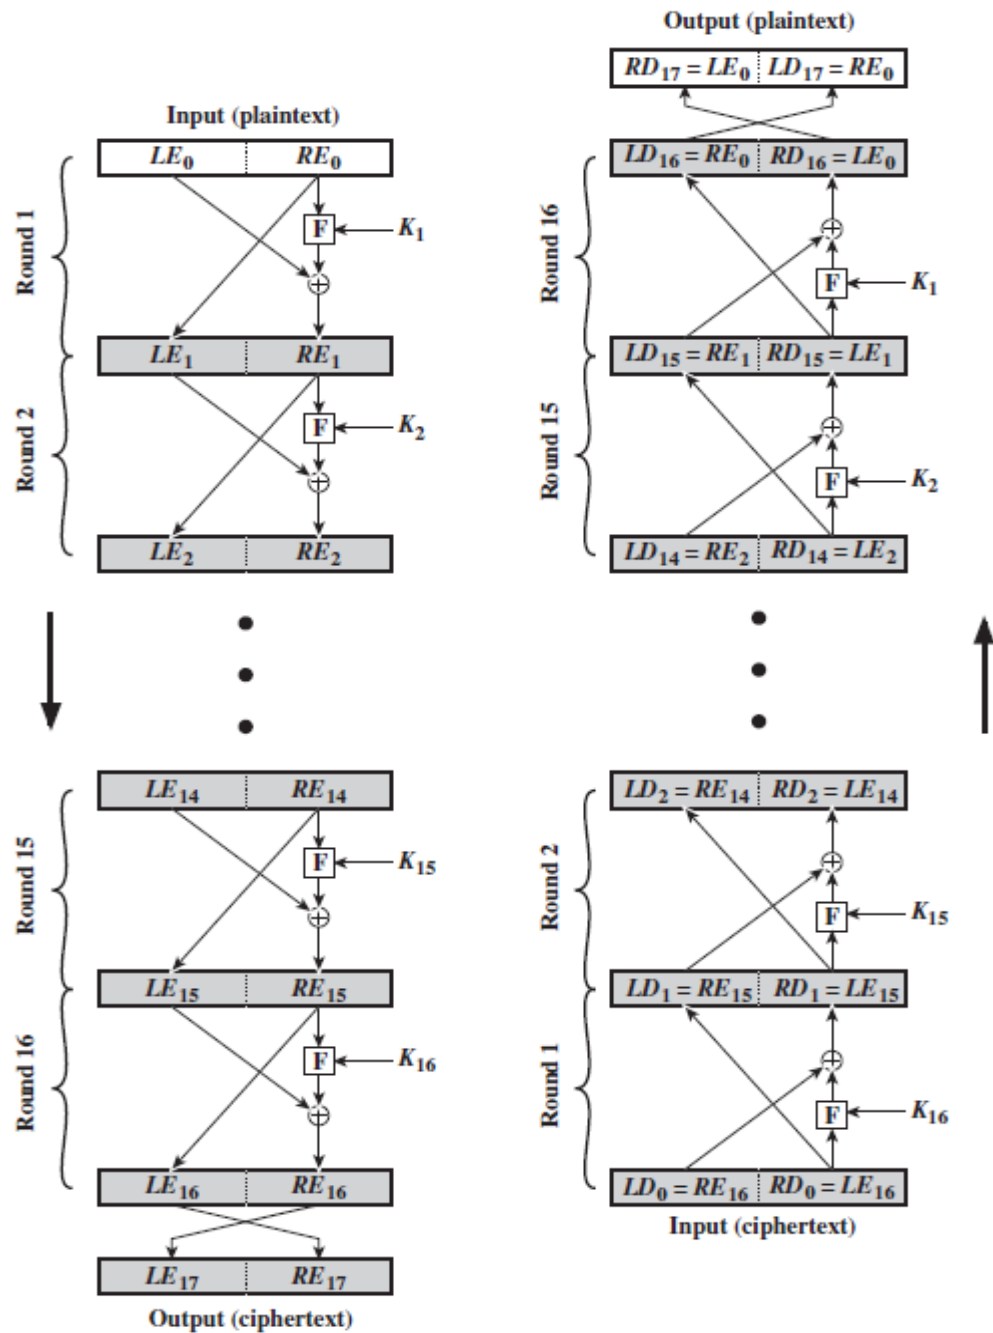 Input (plaintext)
LE₀ RE₀
Round 1
F
K₁
LE₁ RE₁
Round 2
F
K₂
LE₂ RE₂
LE₁₄ RE₁₄
Round 15
F
K₁₅
LE₁₅ RE₁₅
Round 16
F
K₁₆
LE₁₆ RE₁₆
LE₁₇ RE₁₇
Output (ciphertext)
Output (plaintext)
RD₁₇ = LE₀ LD₁₇ = RE₀
LD₁₆ = RE₀ RD₁₆ = LE₀
Round 16
F
K₁
LD₁₅ = RE₁ RD₁₅ = LE₁
Round 15
F
K₂
LD₁₄ = RE₂ RD₁₄ = LE₂
LD₂ = RE₁₄ RD₂ = LE₁₄
Round 2
F
K₁₅
LD₁ = RE₁₅ RD₁ = LE₁₅
Round 1
F
K₁₆
LD₀ = RE₁₆ RD₀ = LE₁₆
Input (ciphertext)